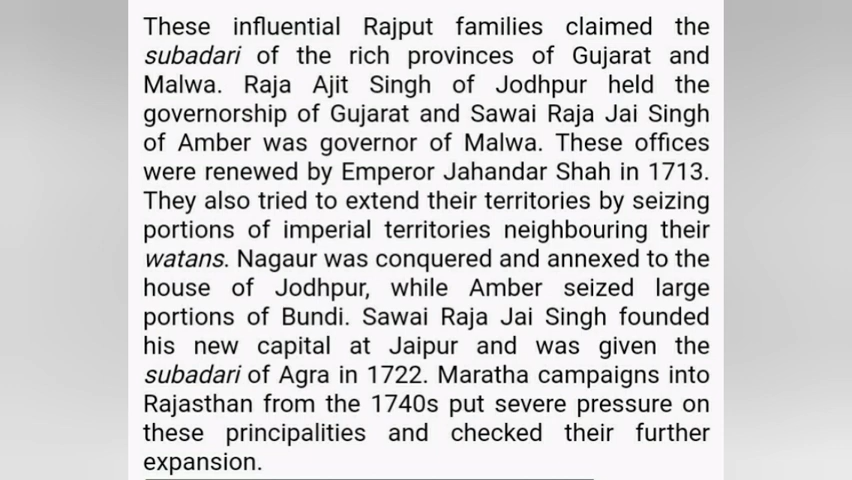 These influential Rajput families claimed the
subadari of the rich provinces of Gujarat and
Malwa. Raja Ajit Singh of Jodhpur held the
governorship of Gujarat and Sawai Raja Jai Singh
of Amber was governor of Malwa. These offices
were renewed by Emperor Jahandar Shah in 1713.
They also tried to extend their territories by seizing
portions of imperial territories neighbouring their
watans. Nagaur was conquered and annexed to the
house of Jodhpur, while Amber seized large
portions of Bundi. Sawai Raja Jai Singh founded
his new capital at Jaipur and was given the
subadari of Agra in 1722. Maratha campaigns into
Rajasthan from the 1740s put severe pressure on
these principalities and checked their further
expansion.